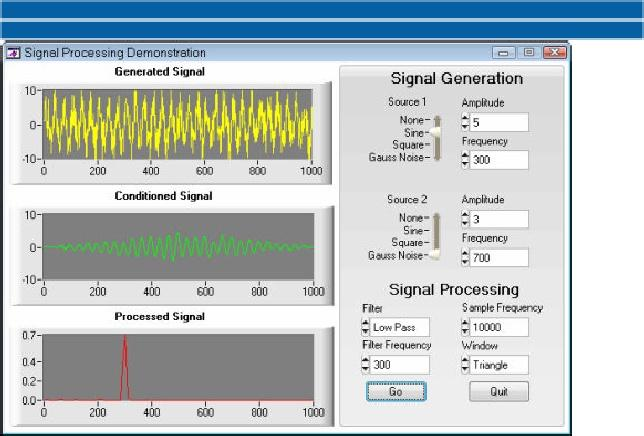 Signal Processing Demonstration
Generated Signal
10-
0-
-10-
0 200 400 600 800 1000
Conditioned Signal
10-
0-
-10-
0 200 400 600 800 1000
Processed Signal
0.7-
0.4-
0.2-
0.0-
0 200 400 600 800 1000
Signal Generation
Source 1
None-
Sine-
Square-
Gauss Noise-
Amplitude
5
Frequency
300
Source 2
None-
Sine-
Square-
Gauss Noise-
Amplitude
3
Frequency
700
Signal Processing
Filter
Low Pass
Sample Frequency
10000
Filter Frequency
300
Window
Triangle
Go
Quit